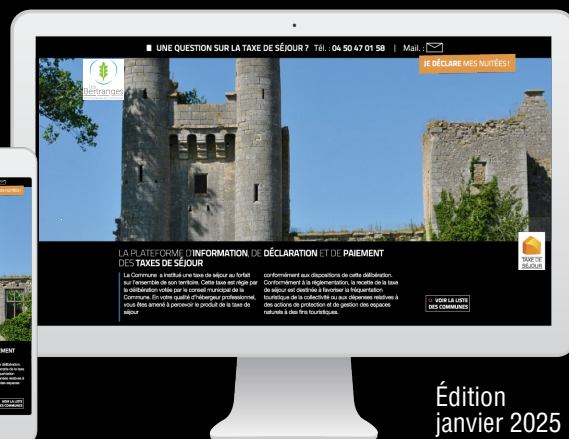 UNE QUESTION SUR LA TAXE DE SÉJOUR ? Tél. : 04 50 47 01 58 | Mail. :
JE DÉCLARE MES NUITÉES !
Les
Bertranges
LA PLATEFORME D'INFORMATION, DE DÉCLARATION ET DE PAIEMENT
DES TAXES DE SÉJOUR
La Commune a institué une taxe de séjour au forfait
sur l'ensemble de son territoire. Cette taxe est régie par
la délibération votée par le conseil municipal de la
Commune. En votre qualité d'hébergeur professionnel,
vous êtes amené à percevoir le produit de la taxe de
séjour
conformément aux dispositions de cette délibération.
Conformément à la réglementation, la recette de la taxe
de séjour est destinée à favoriser la fréquentation
touristique de la collectivité ou aux dépenses relatives à
des actions de protection et de gestion des espaces
naturels à des fins touristiques.
TAXE DE
SÉJOUR
VOIR LA LISTE
DES COMMUNES
VOIR LA LISTE
DES COMMUNES
Édition
janvier 2025